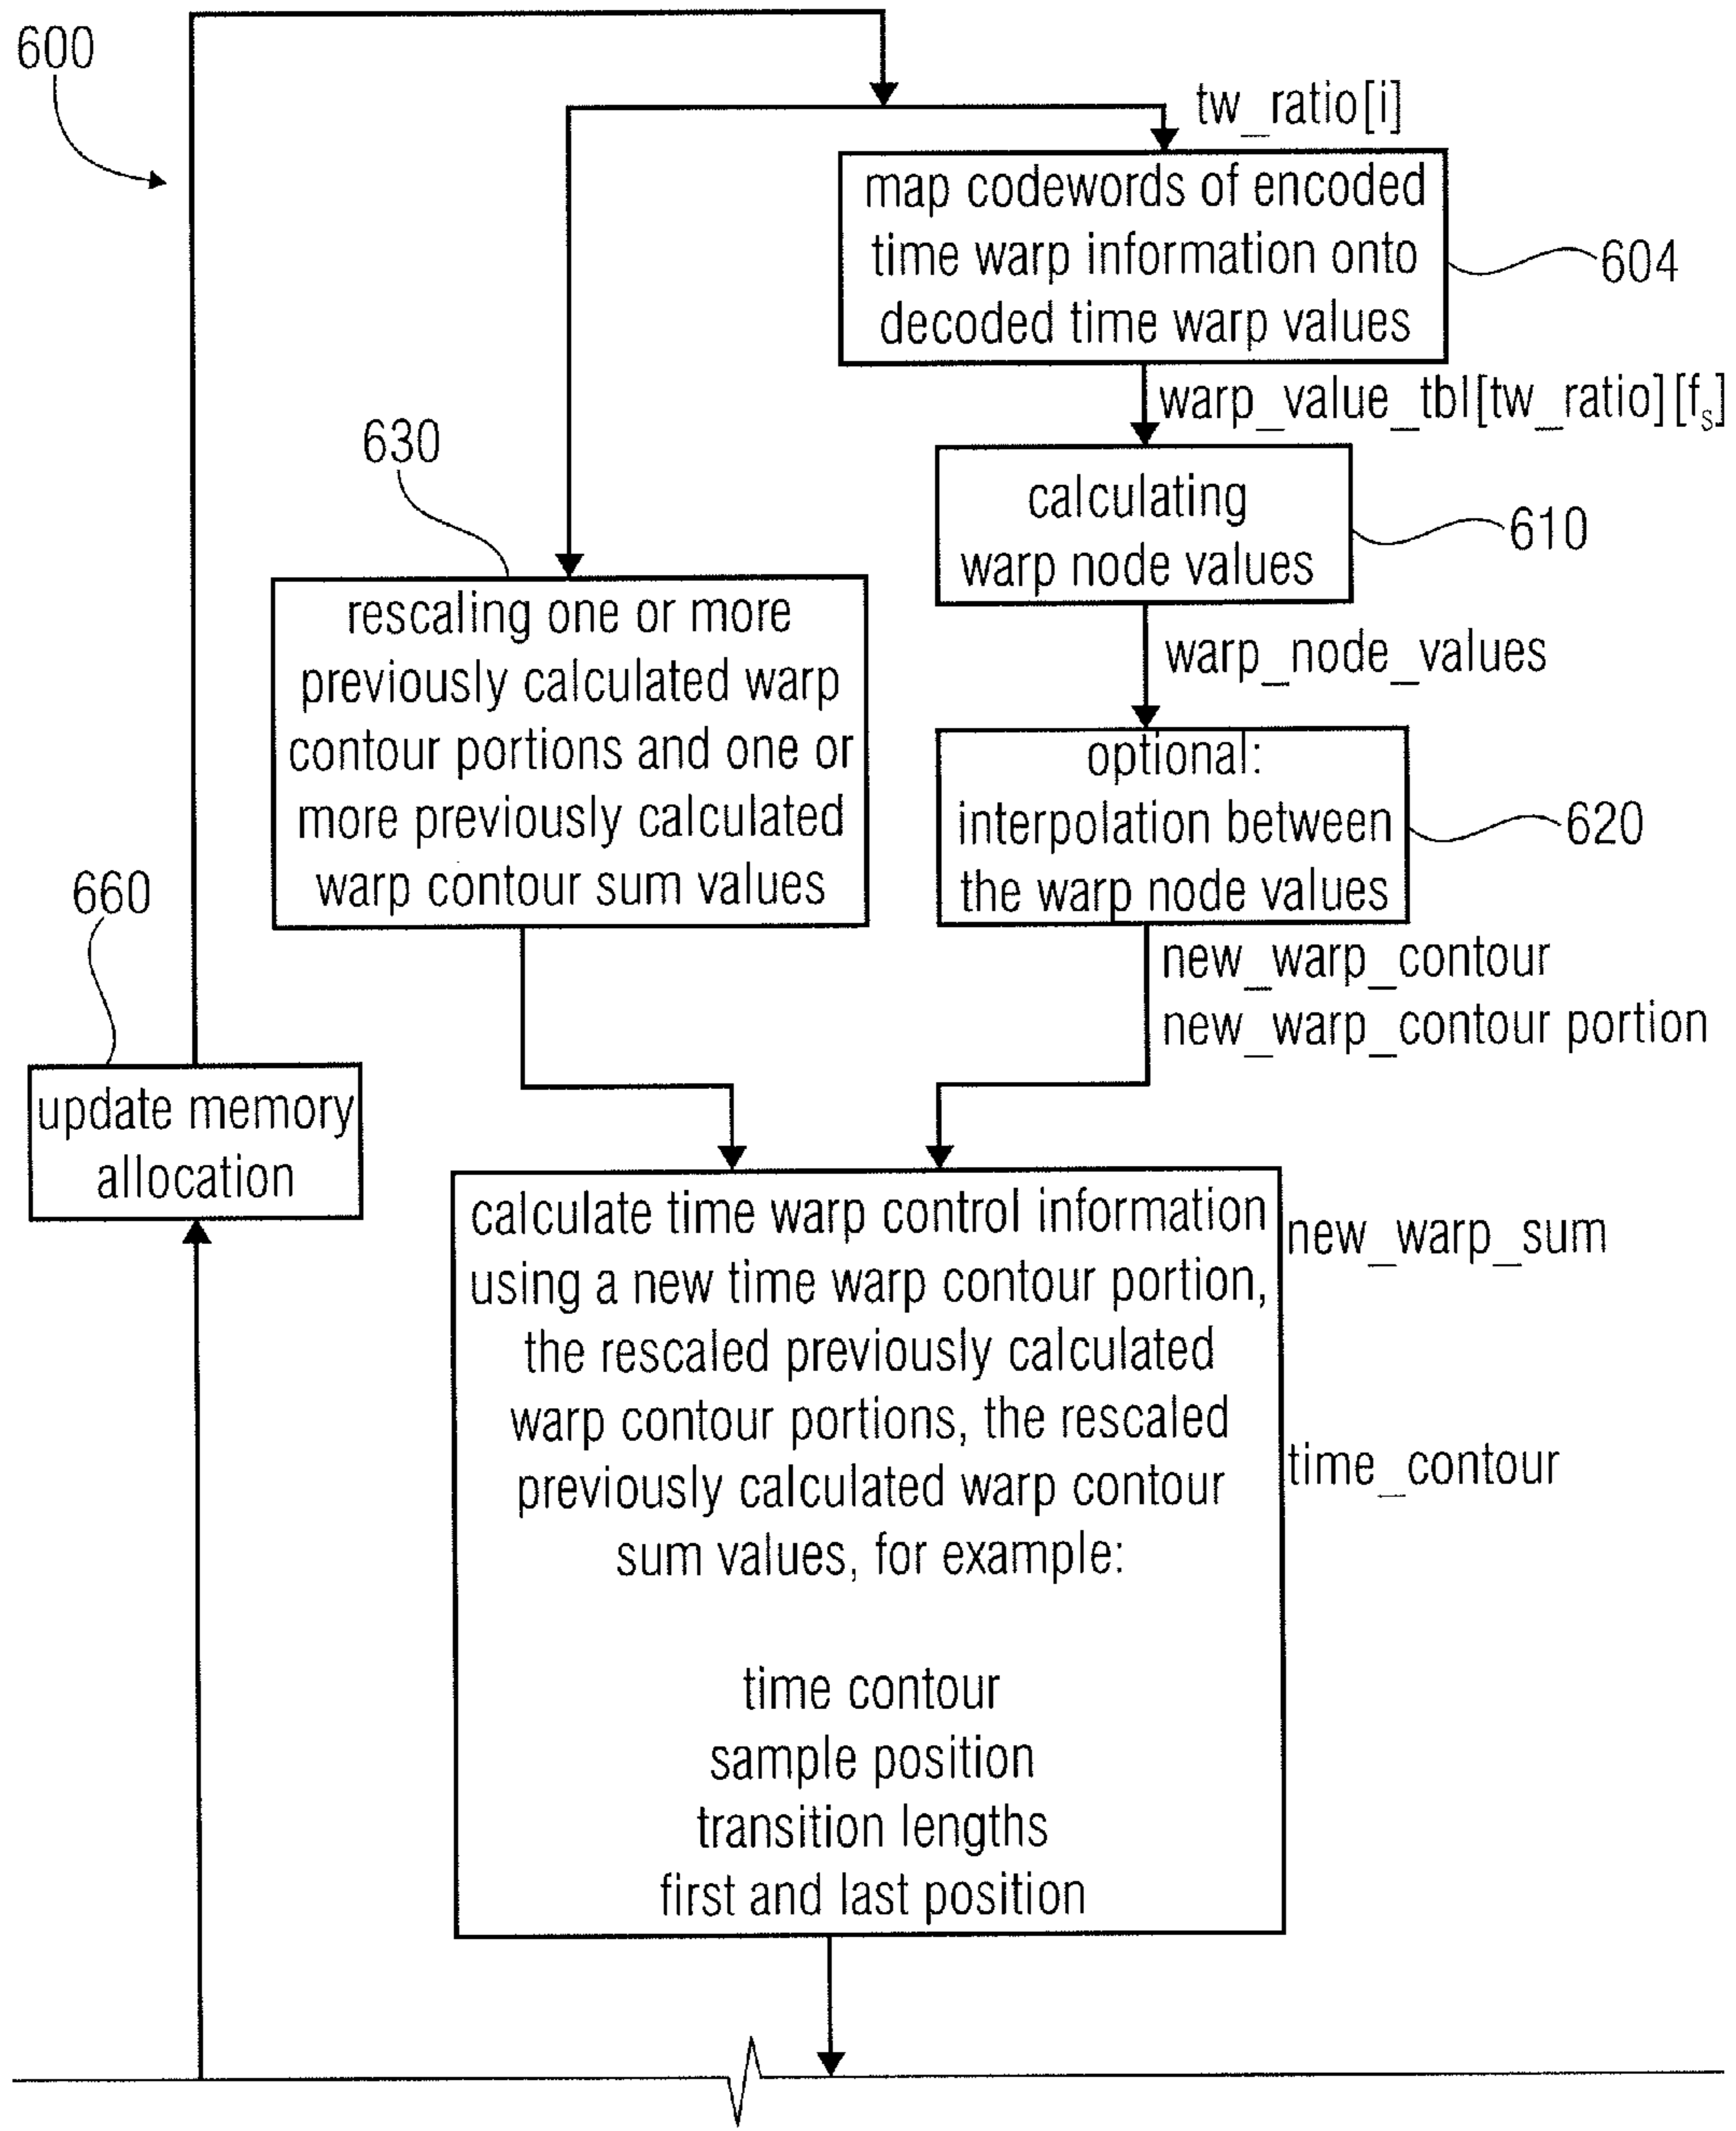 600
tw_ratio[i]
map codewords of encoded
time warp information onto
decoded time warp values
604
warp_value_tbl[tw_ratio][fs]
630
calculating
warp node values
610
rescaling one or more
previously calculated warp
contour portions and one or
more previously calculated
warp contour sum values
warp_node_values
optional:
interpolation between
the warp node values
620
660
new_warp_contour
new_warp_contour portion
update memory
allocation
calculate time warp control information
using a new time warp contour portion,
the rescaled previously calculated
warp contour portions, the rescaled
previously calculated warp contour
sum values, for example:
time contour
sample position
transition lengths
first and last position
new_warp_sum
time_contour